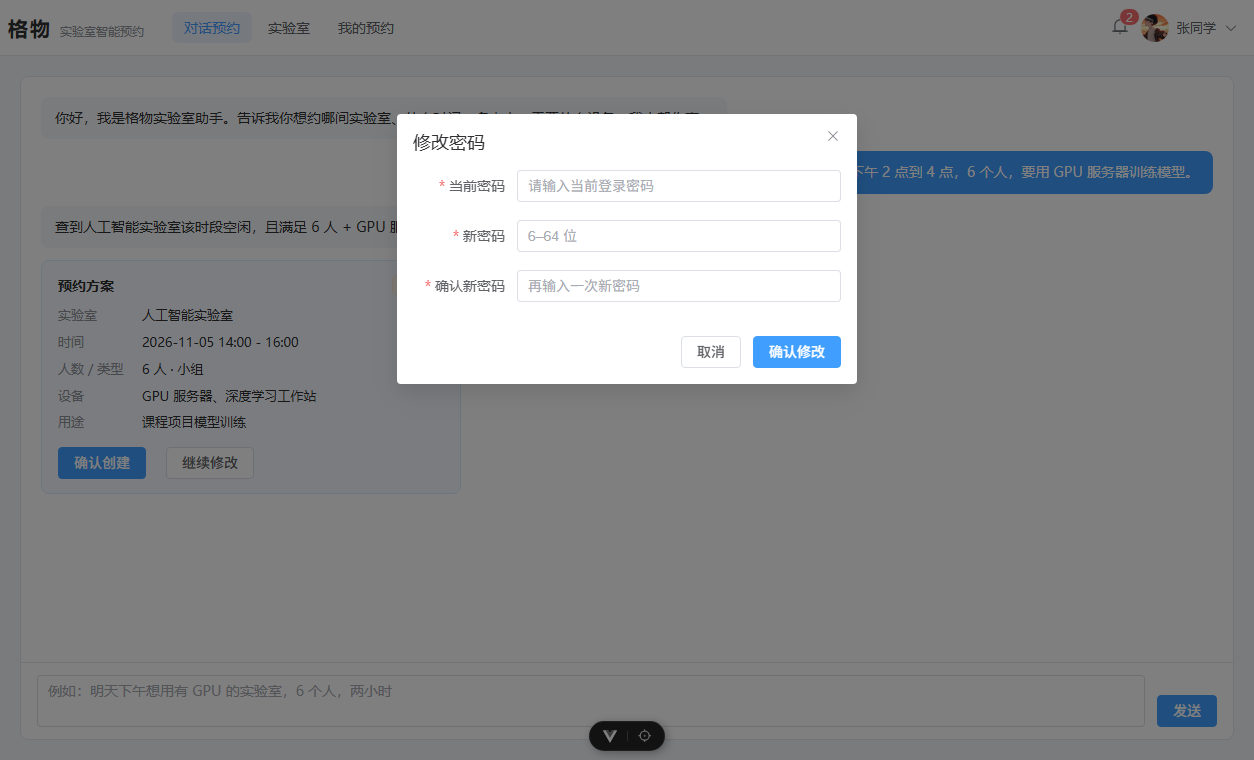 格物 实验室智能预约 对话预约 实验室 我的预约 2 张同学
你好，我是格物实验室助手。告诉我你想约哪间实验室、
修改密码
下午 2 点到 4 点，6 个人，要用 GPU 服务器训练模型。
* 当前密码 请输入当前登录密码
查到人工智能实验室该时段空闲，且满足 6 人 + GPU
* 新密码 6–64 位
* 确认新密码 再输入一次新密码
取消 确认修改
预约方案
实验室 人工智能实验室
时间 2026-11-05 14:00 - 16:00
人数 / 类型 6 人 · 小组
设备 GPU 服务器、深度学习工作站
用途 课程项目模型训练
确认创建 继续修改
例如：明天下午想用有 GPU 的实验室，6 个人，两小时
发送